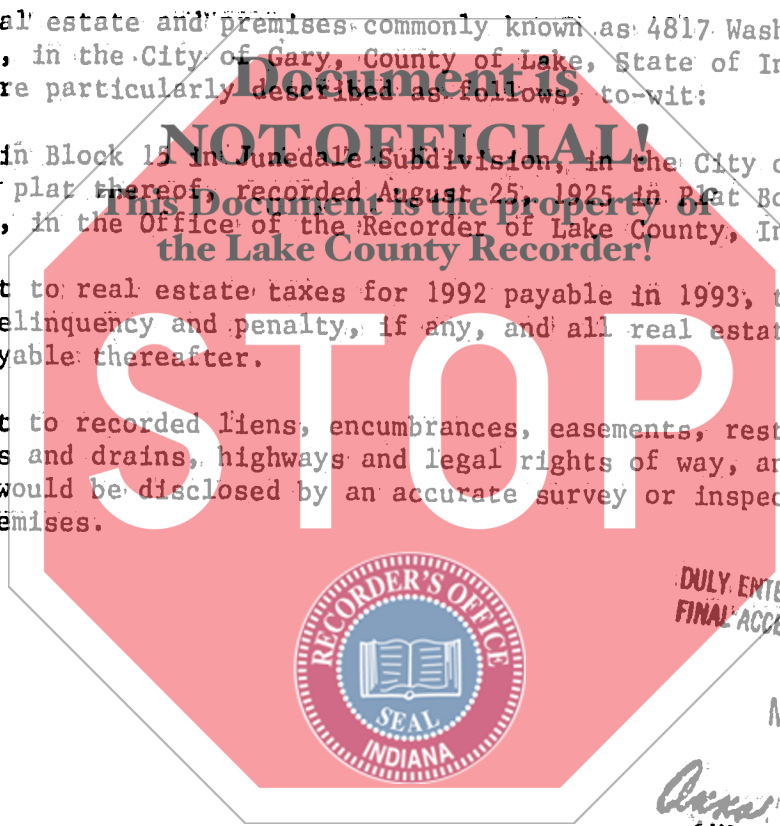 al estate and premises commonly known as 4817 Wash
, in the City of Gary, County of Lake, State of In
re particularly described as follows, to-wit:
Document is
NOT OFFICIAL!
This Document is the property of
the Lake County Recorder!
in Block 15 in Junedale Subdivision, in the City o
plat thereof, recorded August 25, 1925 in Plat Bo
, in the Office of the Recorder of Lake County, In
t to real estate taxes for 1992 payable in 1993, t
elinquency and penalty, if any, and all real estat
yable thereafter.
STOP
t to recorded liens, encumbrances, easements, rest
s and drains, highways and legal rights of way, an
would be disclosed by an accurate survey or inspec
emises.
RECORDER'S OFFICE
SEAL
INDIANA
DULY ENTE
FINAL ACCE
N
Anna